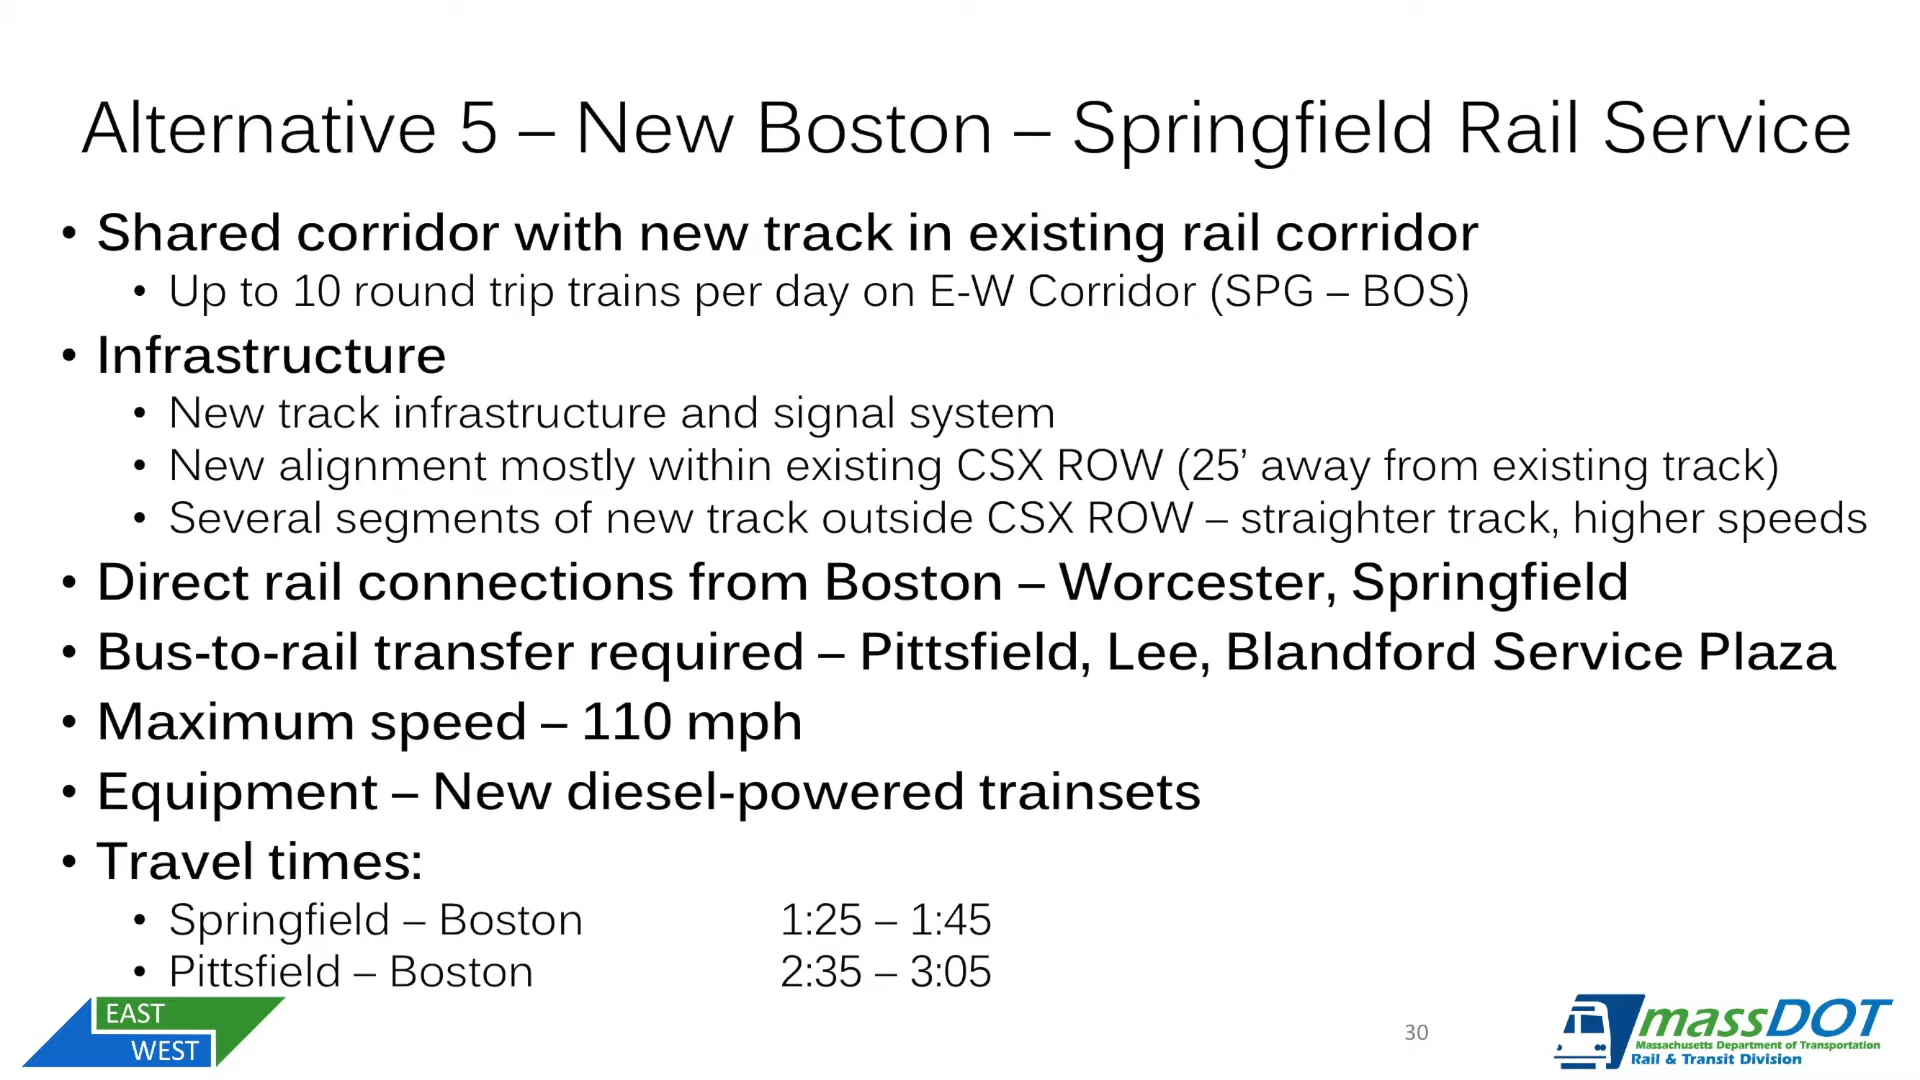 Alternative 5 – New Boston – Springfield Rail Service
• Shared corridor with new track in existing rail corridor
• Up to 10 round trip trains per day on E-W Corridor (SPG – BOS)
• Infrastructure
• New track infrastructure and signal system
• New alignment mostly within existing CSX ROW (25’ away from existing track)
• Several segments of new track outside CSX ROW – straighter track, higher speeds
• Direct rail connections from Boston – Worcester, Springfield
• Bus-to-rail transfer required – Pittsfield, Lee, Blandford Service Plaza
• Maximum speed – 110 mph
• Equipment – New diesel-powered trainsets
• Travel times:
• Springfield – Boston 1:25 – 1:45
• Pittsfield – Boston 2:35 – 3:05
EAST
WEST
30
massDOT
Massachusetts Department of Transportation
Rail & Transit Division